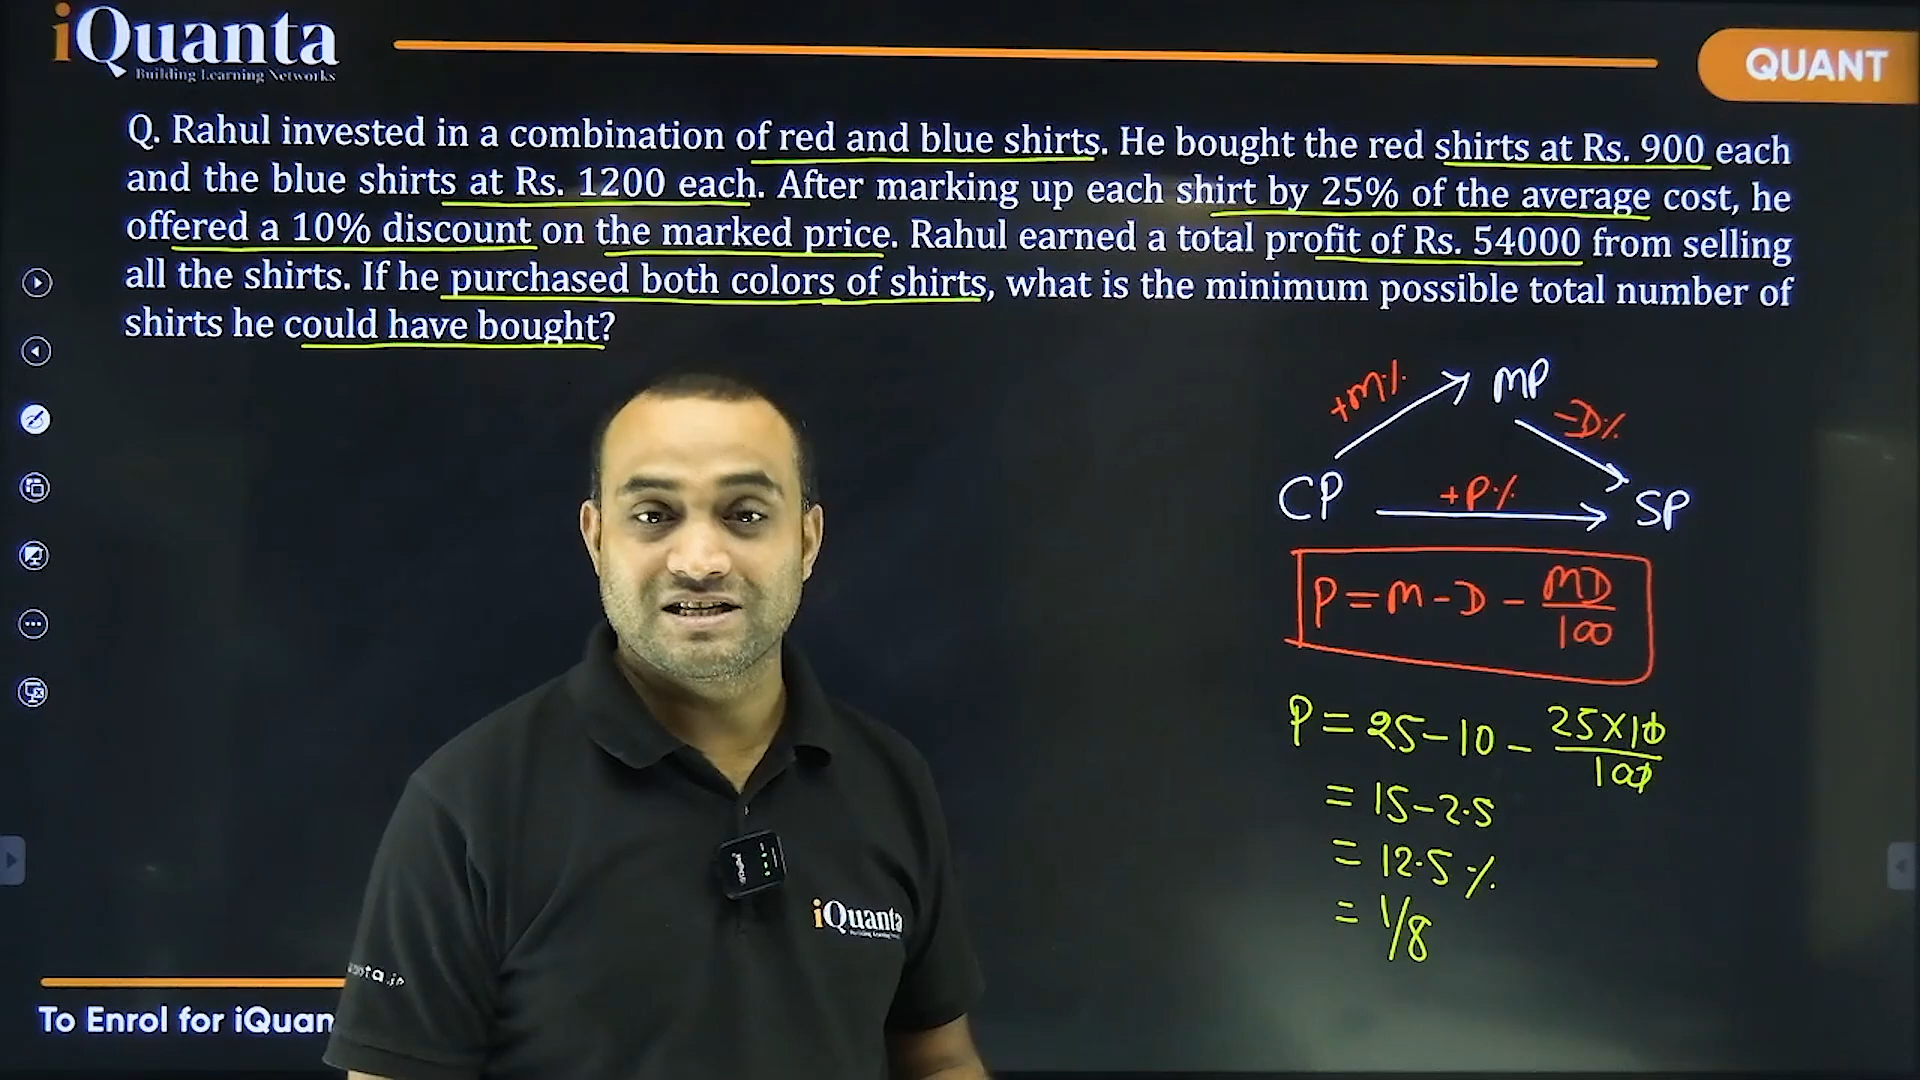 iQuanta
Building Learning Networks
QUANT
Q. Rahul invested in a combination of red and blue shirts. He bought the red shirts at Rs. 900 each
and the blue shirts at Rs. 1200 each. After marking up each shirt by 25% of the average cost, he
offered a 10% discount on the marked price. Rahul earned a total profit of Rs. 54000 from selling
all the shirts. If he purchased both colors of shirts, what is the minimum possible total number of
shirts he could have bought?
+M% MP -D%
CP +P% SP
P = M - D - MD/100
P = 25 - 10 - 25×10/100
= 15 - 2.5
= 12.5 %
= 1/8
iQuanta
To Enrol for iQuan